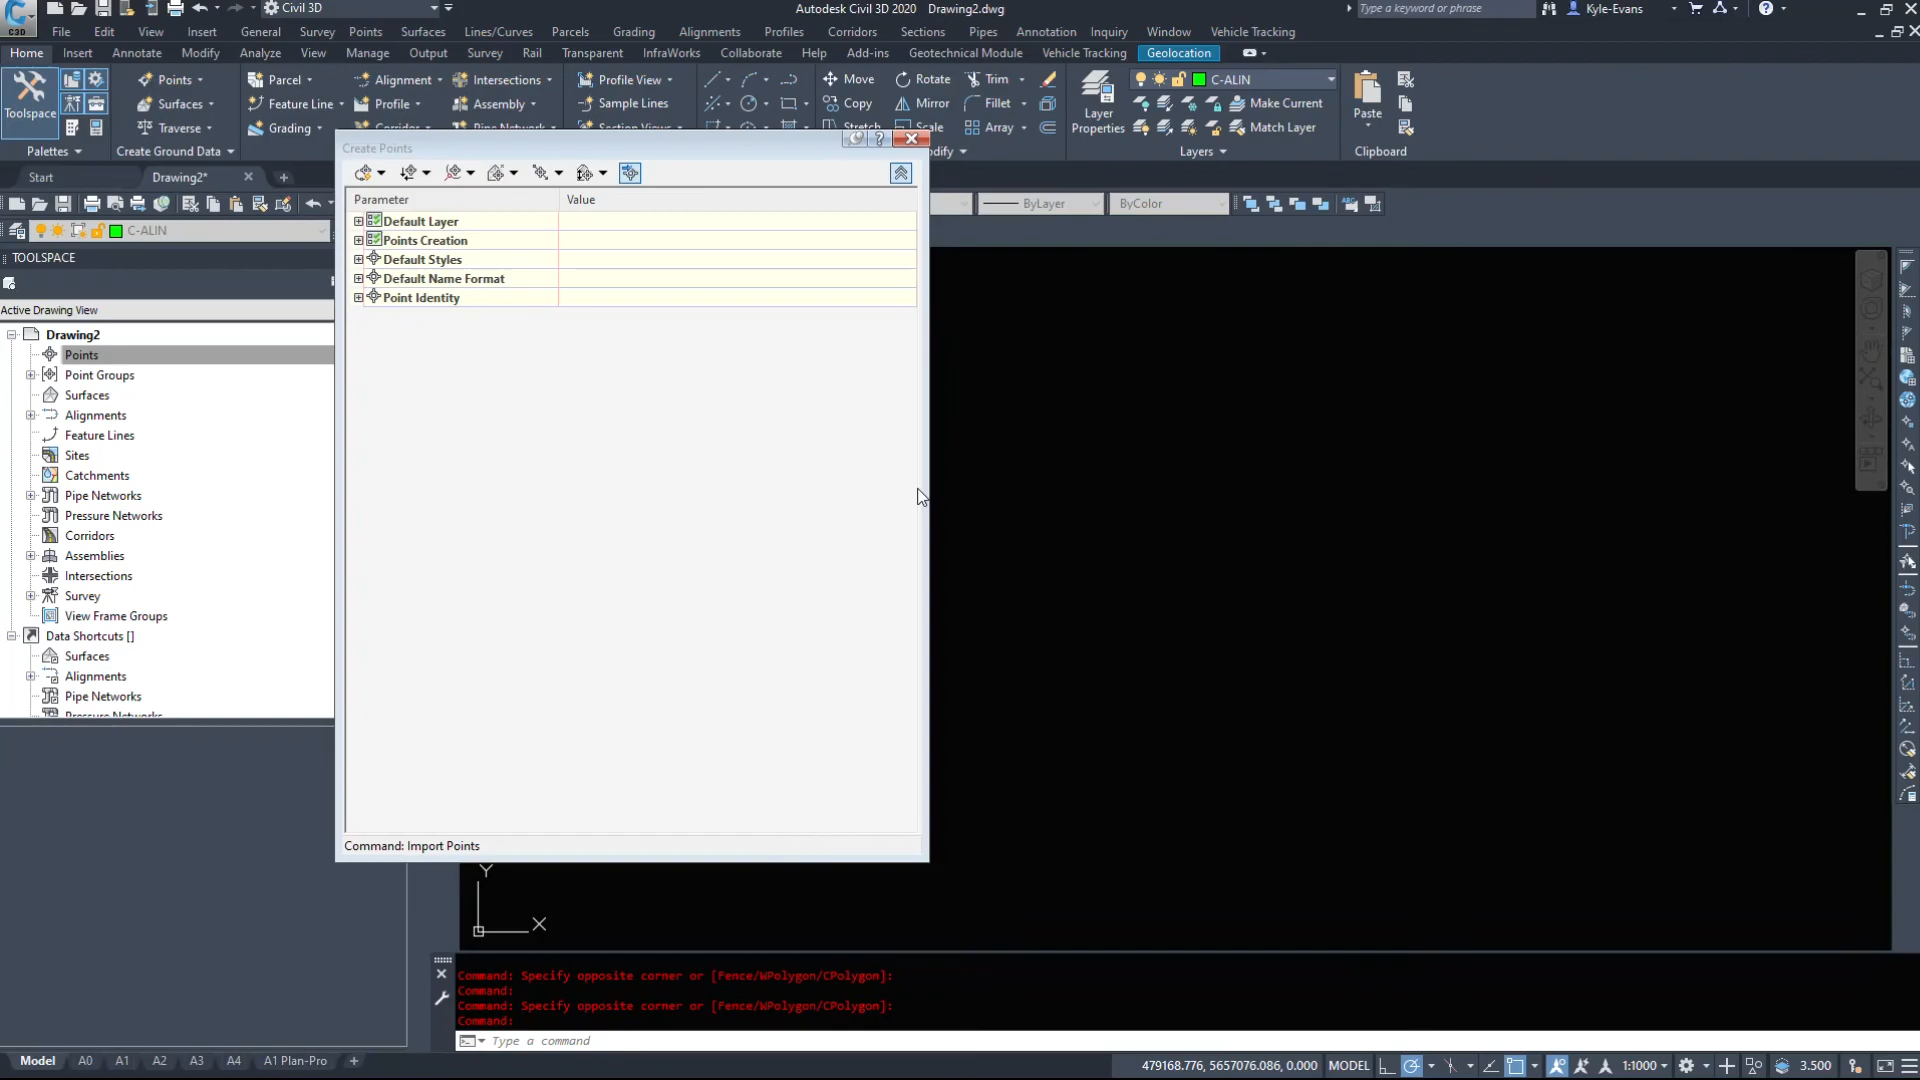 Civil 3D
Autodesk Civil 3D 2020 Drawing2.dwg
Type a keyword or phrase
Kyle-Evans
C3D
File Edit View Insert General Survey Points Surfaces Lines/Curves Parcels Grading Alignments Profiles Corridors Sections Pipes Annotation Inquiry Window Vehicle Tracking
Home Insert Annotate Modify Analyze View Manage Output Survey Rail Transparent InfraWorks Collaborate Help Add-ins Geotechnical Module Vehicle Tracking Geolocation
Toolspace
Points
Surfaces
Traverse
Parcel
Feature Line
Grading
Alignment
Profile
Intersections
Assembly
Profile View
Sample Lines
Move
Copy
Rotate
Mirror
Scale
Trim
Fillet
Array
Layer
Properties
C-ALIN
Make Current
Match Layer
Paste
Palettes
Create Ground Data
Layers
Clipboard
Start
Drawing2*
ByLayer
ByColor
C-ALIN
TOOLSPACE
Active Drawing View
Drawing2
Points
Point Groups
Surfaces
Alignments
Feature Lines
Sites
Catchments
Pipe Networks
Pressure Networks
Corridors
Assemblies
Intersections
Survey
View Frame Groups
Data Shortcuts []
Surfaces
Alignments
Pipe Networks
Pressure Networks
Create Points
Parameter Value
Default Layer
Points Creation
Default Styles
Default Name Format
Point Identity
Command: Import Points
Y
X
Command: Specify opposite corner or [Fence/WPolygon/CPolygon]:
Command:
Command: Specify opposite corner or [Fence/WPolygon/CPolygon]:
Command:
Type a command
Model A0 A1 A2 A3 A4 A1 Plan-Pro
479168.776, 5657076.086, 0.000 MODEL 1:1000 3.500